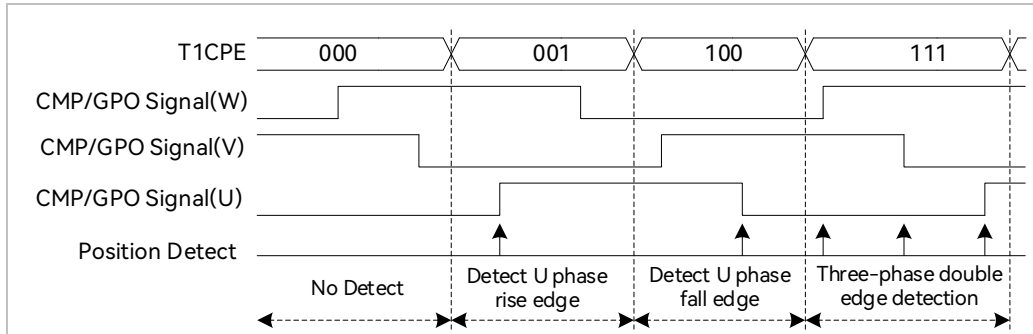 T1CPE 000 001 100 111
CMP/GPO Signal(W)
CMP/GPO Signal(V)
CMP/GPO Signal(U)
Position Detect
No Detect
Detect U phase
rise edge
Detect U phase
fall edge
Three-phase double
edge detection